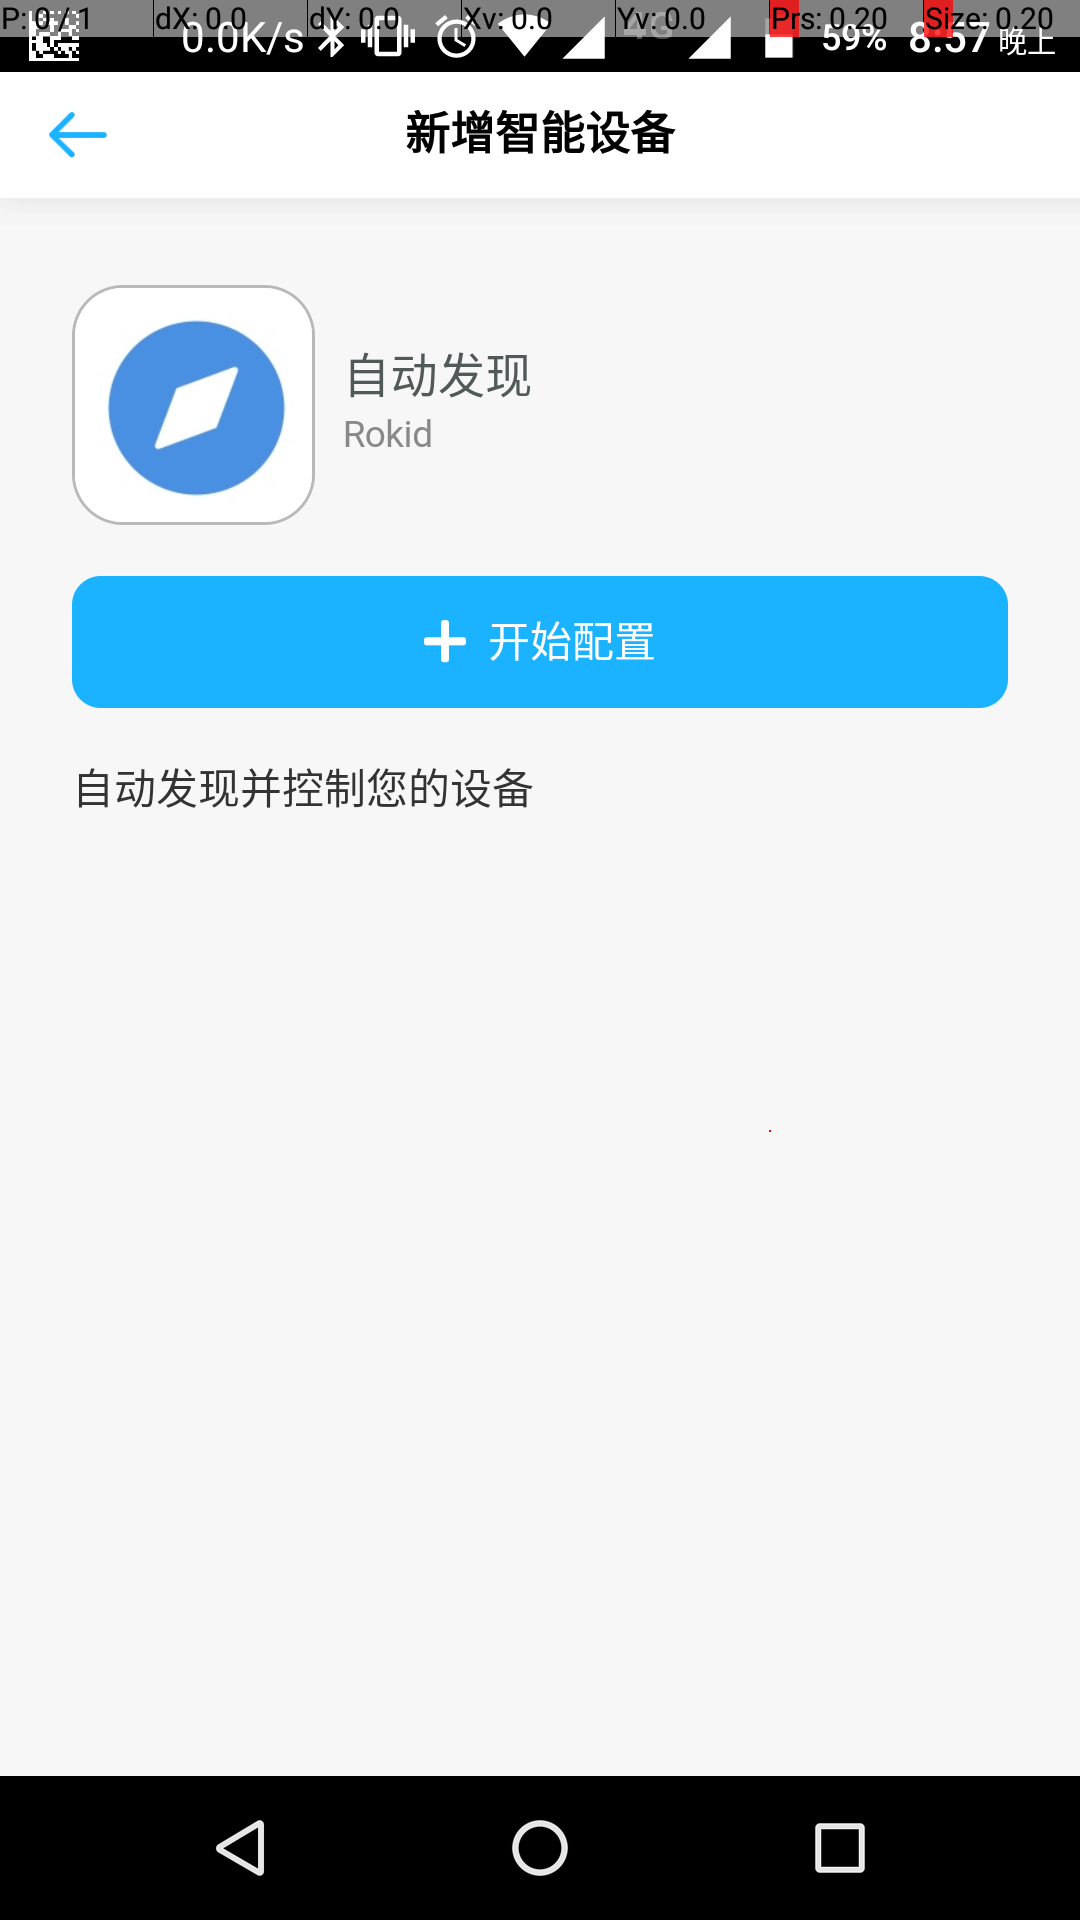 P: 0 / 1 dX: 0.0 dY: 0.0 Xv: 0.0 Yv: 0.0 Prs: 0.20 Size: 0.20
0.0K/s 4G 59% 8:57 晚上
新增智能设备
自动发现
Rokid
开始配置
自动发现并控制您的设备